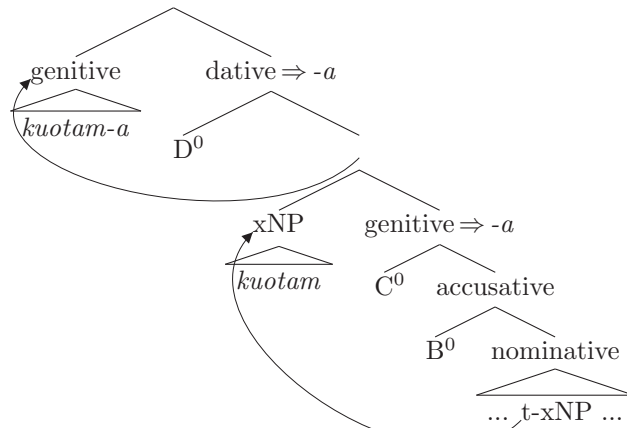 genitive dative ⇒ -a
kuotam-a D⁰
xNP genitive ⇒ -a
kuotam C⁰ accusative
B⁰ nominative
... t-xNP ...